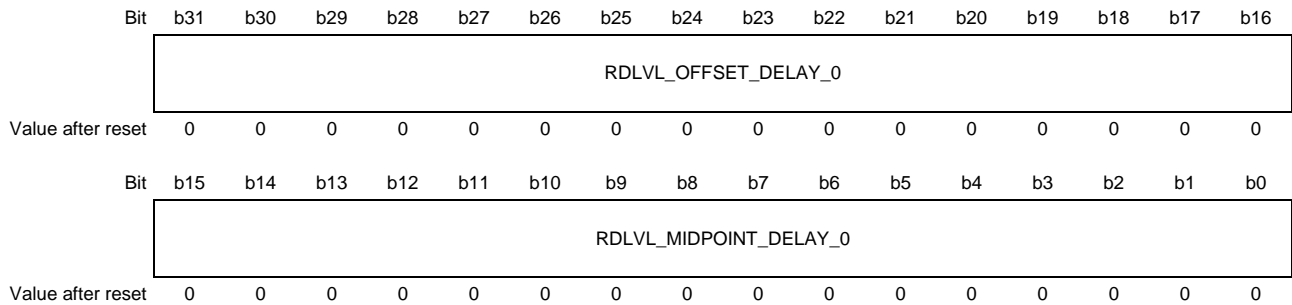 Bit b31 b30 b29 b28 b27 b26 b25 b24 b23 b22 b21 b20 b19 b18 b17 b16
RDLVL_OFFSET_DELAY_0
Value after reset 0 0 0 0 0 0 0 0 0 0 0 0 0 0 0 0
Bit b15 b14 b13 b12 b11 b10 b9 b8 b7 b6 b5 b4 b3 b2 b1 b0
RDLVL_MIDPOINT_DELAY_0
Value after reset 0 0 0 0 0 0 0 0 0 0 0 0 0 0 0 0